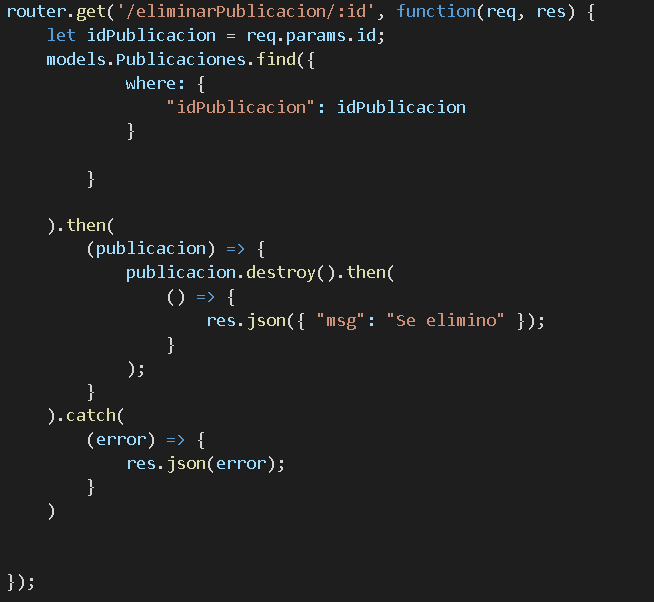 router.get('/eliminarPublicacion/:id', function(req, res) {
    let idPublicacion = req.params.id;
    models.Publicaciones.find({
            where: {
                "idPublicacion": idPublicacion
            }

        }

    ).then(
        (publicacion) => {
            publicacion.destroy().then(
                () => {
                    res.json({ "msg": "Se elimino" });
                }
            );
        }
    ).catch(
        (error) => {
            res.json(error);
        }
    )


});